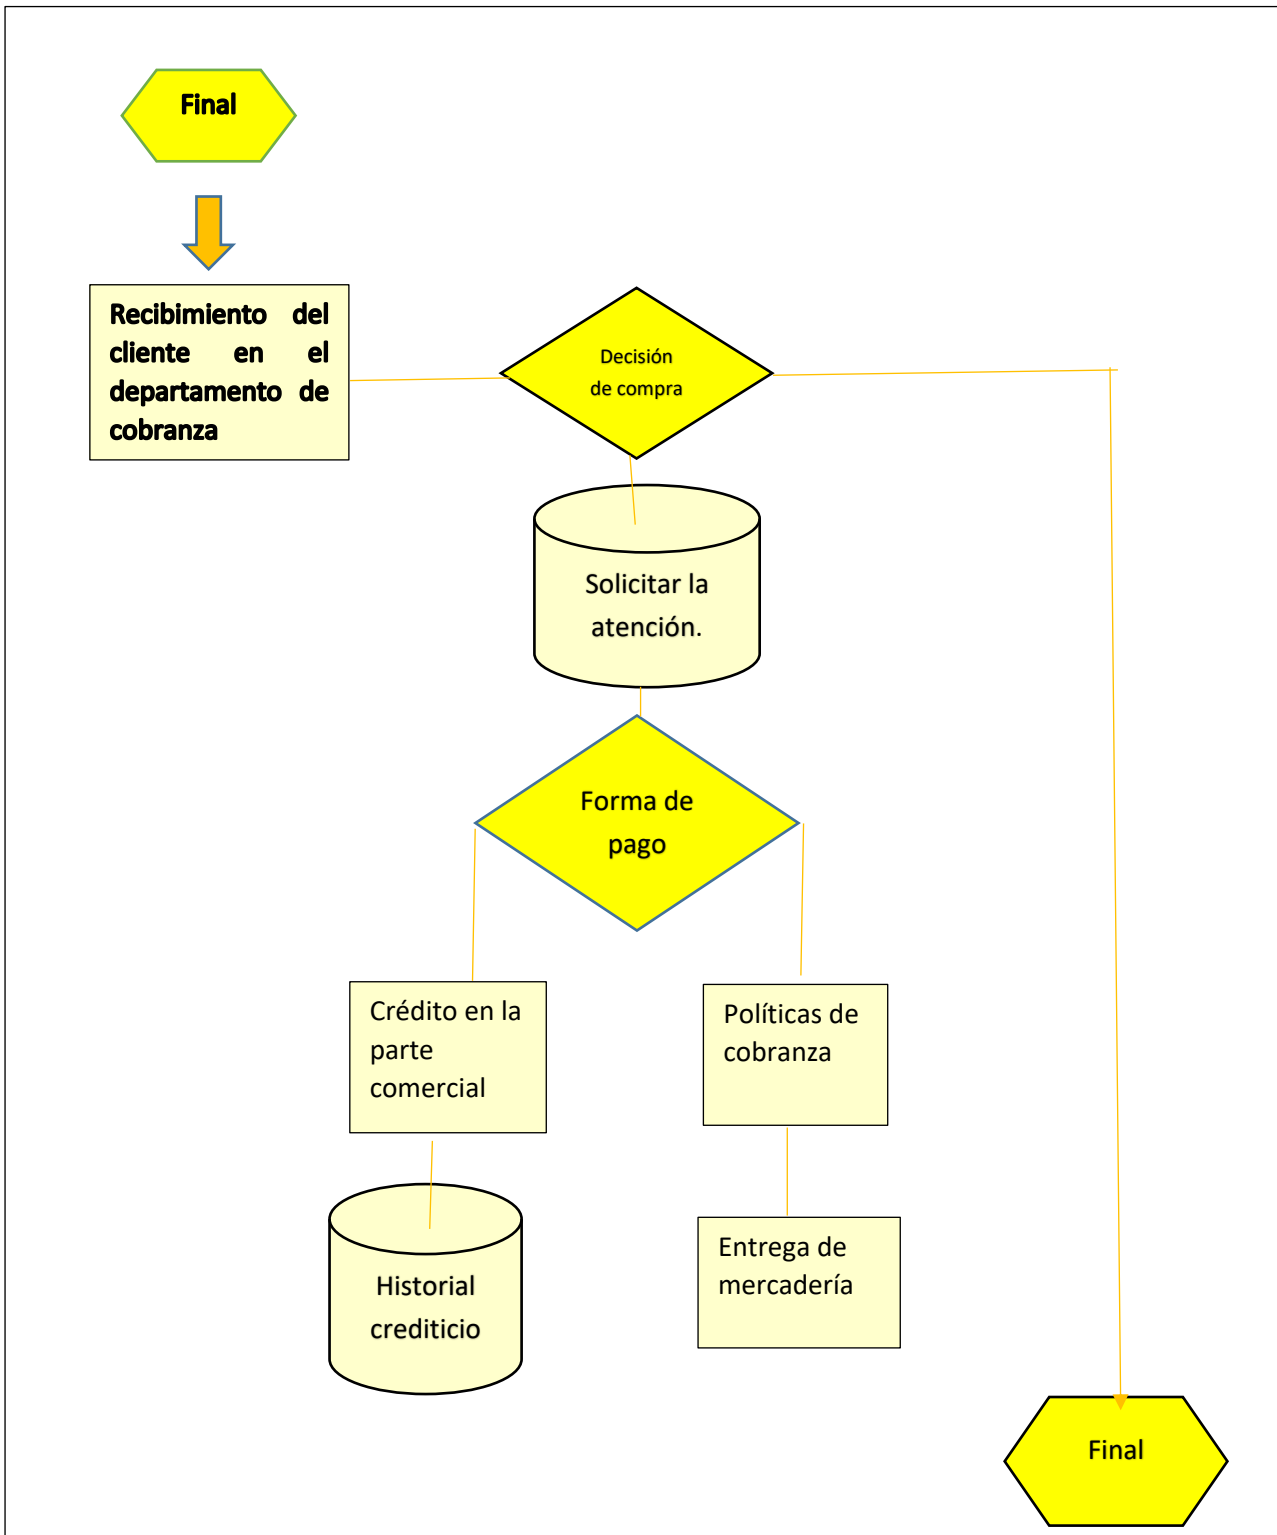 Final
Recibimiento del
cliente en el
departamento de
cobranza
Decisión
de compra
Solicitar la
atención.
Forma de
pago
Crédito en la
parte
comercial
Políticas de
cobranza
Historial
crediticio
Entrega de
mercadería
Final